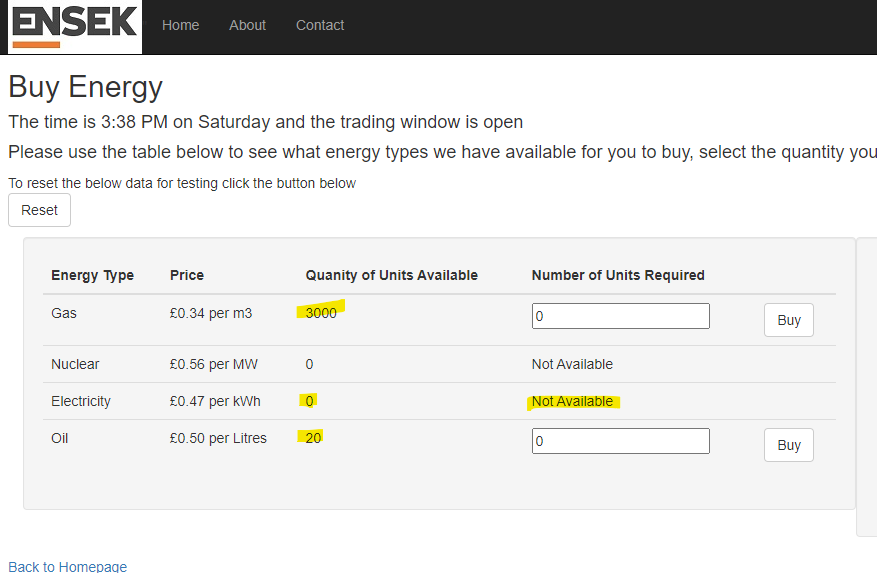 ENSEK Home About Contact
Buy Energy
The time is 3:38 PM on Saturday and the trading window is open
Please use the table below to see what energy types we have available for you to buy, select the quantity you
To reset the below data for testing click the button below
Reset
Energy Type Price Quanity of Units Available Number of Units Required
Gas £0.34 per m3 3000 0 Buy
Nuclear £0.56 per MW 0 Not Available
Electricity £0.47 per kWh 0 Not Available
Oil £0.50 per Litres 20 0 Buy
Back to Homepage